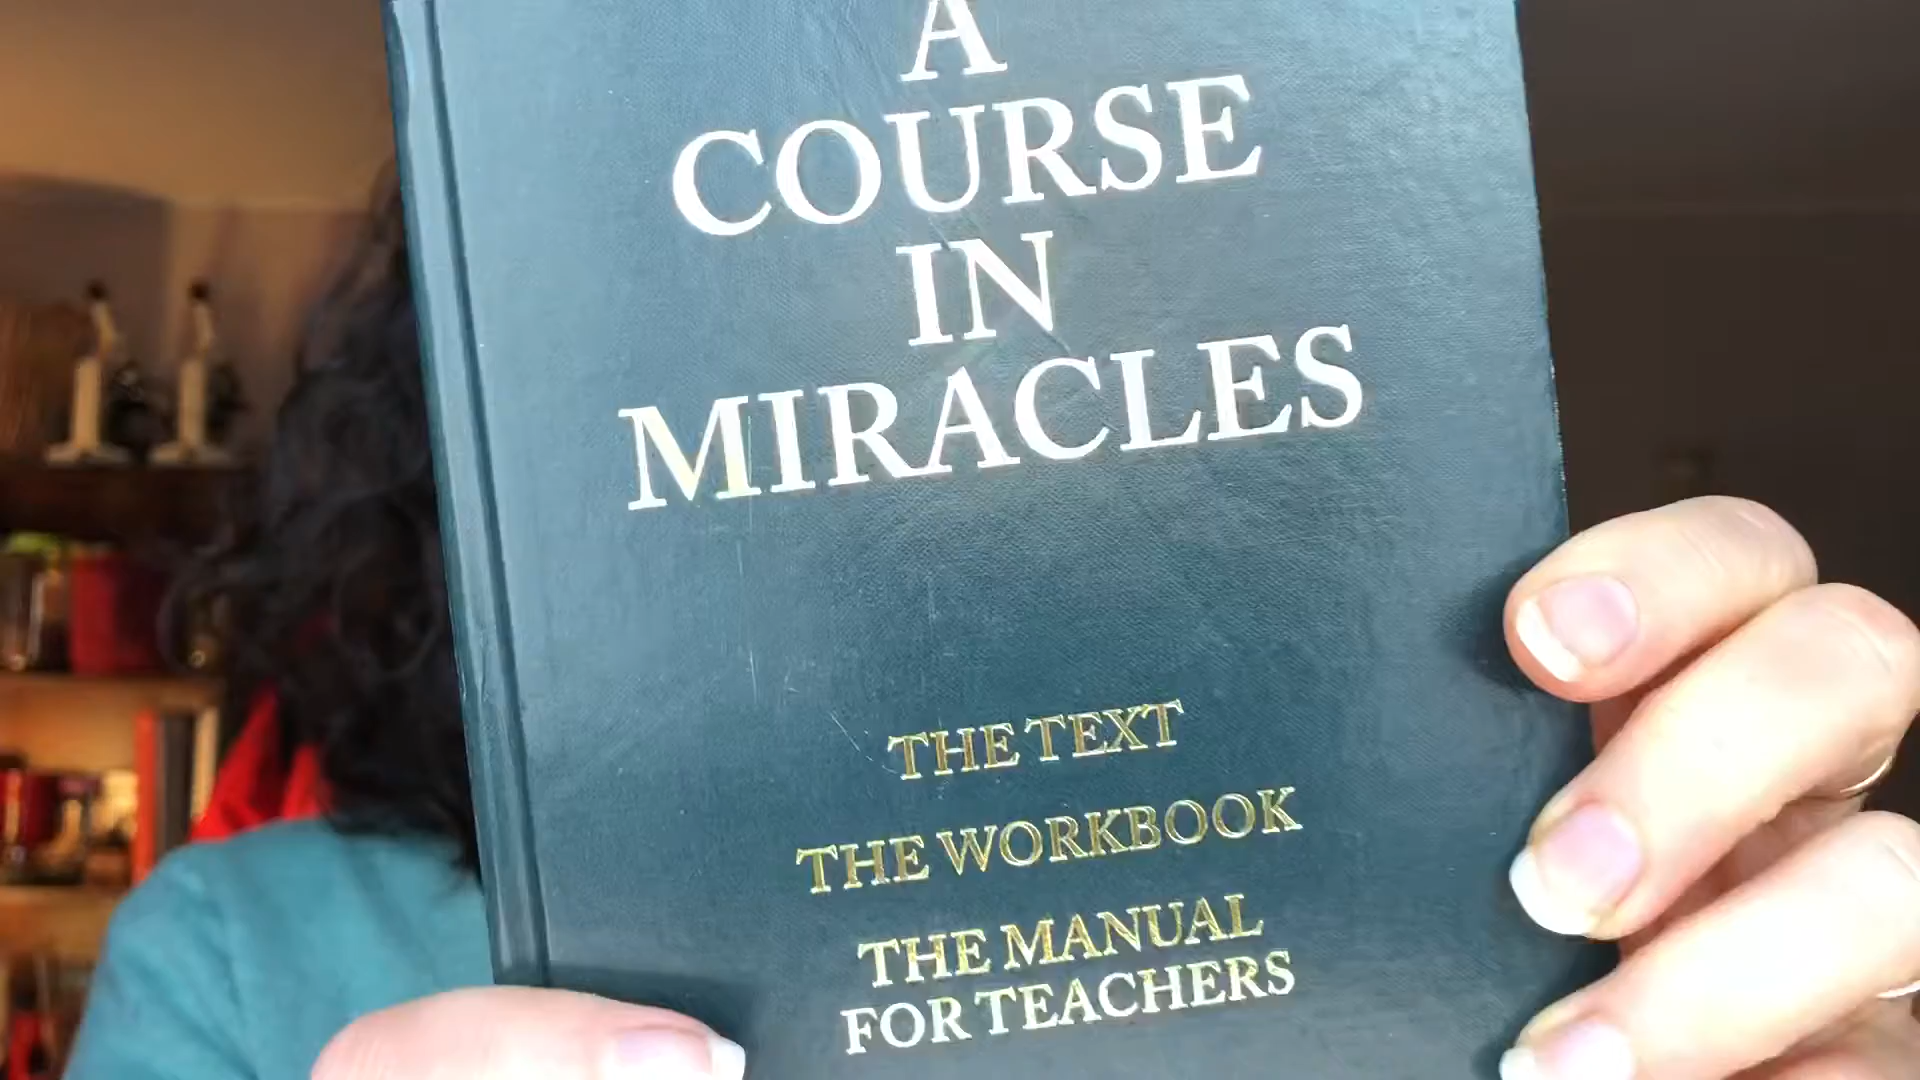 A
COURSE
IN
MIRACLES
THE TEXT
THE WORKBOOK
THE MANUAL
FOR TEACHERS